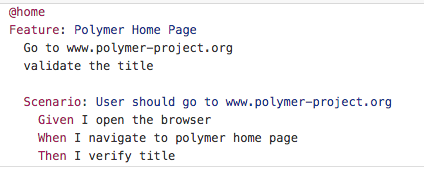 @home
Feature: Polymer Home Page
Go to www.polymer-project.org
validate the title
Scenario: User should go to www.polymer-project.org
Given I open the browser
When I navigate to polymer home page
Then I verify title